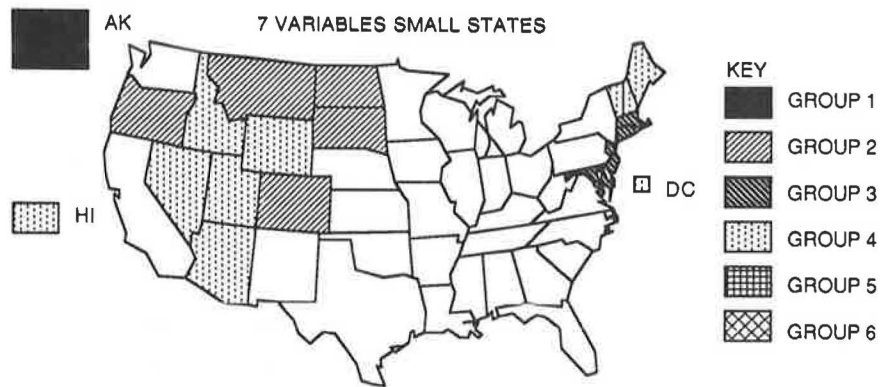 AK
7 VARIABLES SMALL STATES
HI
DC
KEY
GROUP 1
GROUP 2
GROUP 3
GROUP 4
GROUP 5
GROUP 6